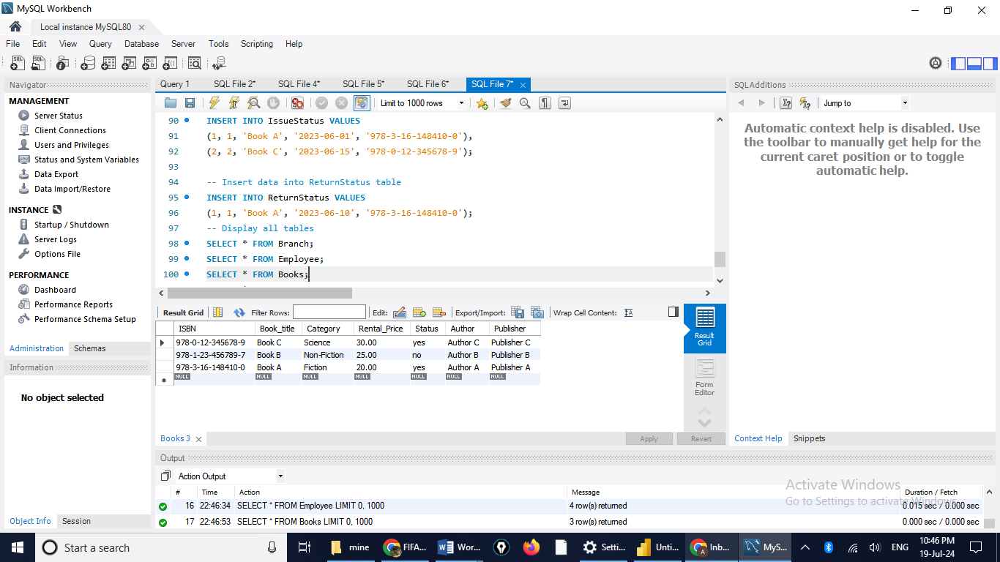 MySQL Workbench
Local instance MySQL80
File Edit View Query Database Server Tools Scripting Help
Navigator
MANAGEMENT
Server Status
Client Connections
Users and Privileges
Status and System Variables
Data Export
Data Import/Restore
INSTANCE
Startup / Shutdown
Server Logs
Options File
PERFORMANCE
Dashboard
Performance Reports
Performance Schema Setup
Administration Schemas
Information
No object selected
Object Info Session
Query 1 SQL File 2* SQL File 4* SQL File 5* SQL File 6* SQL File 7*
Limit to 1000 rows
90 INSERT INTO IssueStatus VALUES
91 (1, 1, 'Book A', '2023-06-01', '978-3-16-148410-0'),
92 (2, 2, 'Book C', '2023-06-15', '978-0-12-345678-9');
93
94 -- Insert data into ReturnStatus table
95 INSERT INTO ReturnStatus VALUES
96 (1, 1, 'Book A', '2023-06-10', '978-3-16-148410-0');
97 -- Display all tables
98 SELECT * FROM Branch;
99 SELECT * FROM Employee;
100 SELECT * FROM Books;
Result Grid Filter Rows: Edit: Export/Import: Wrap Cell Content:
ISBN Book_title Category Rental_Price Status Author Publisher
978-0-12-345678-9 Book C Science 30.00 yes Author C Publisher C
978-1-23-456789-7 Book B Non-Fiction 25.00 no Author B Publisher B
978-3-16-148410-0 Book A Fiction 20.00 yes Author A Publisher A
NULL NULL NULL NULL NULL NULL NULL
Result
Grid
Form
Editor
Books 3 Apply Revert
SQLAdditions
Jump to
Automatic context help is disabled. Use
the toolbar to manually get help for the
current caret position or to toggle
automatic help.
Context Help Snippets
Output
Action Output
# Time Action Message Duration / Fetch
16 22:46:34 SELECT * FROM Employee LIMIT 0, 1000 4 row(s) returned 0.015 sec / 0.000 sec
17 22:46:53 SELECT * FROM Books LIMIT 0, 1000 3 row(s) returned 0.000 sec / 0.000 sec
Activate Windows
Go to Settings to activate Windows.
Start a search
mine FIFA... Wor... Setti... Unti... Inb... MyS...
ENG
10:46 PM
19-Jul-24